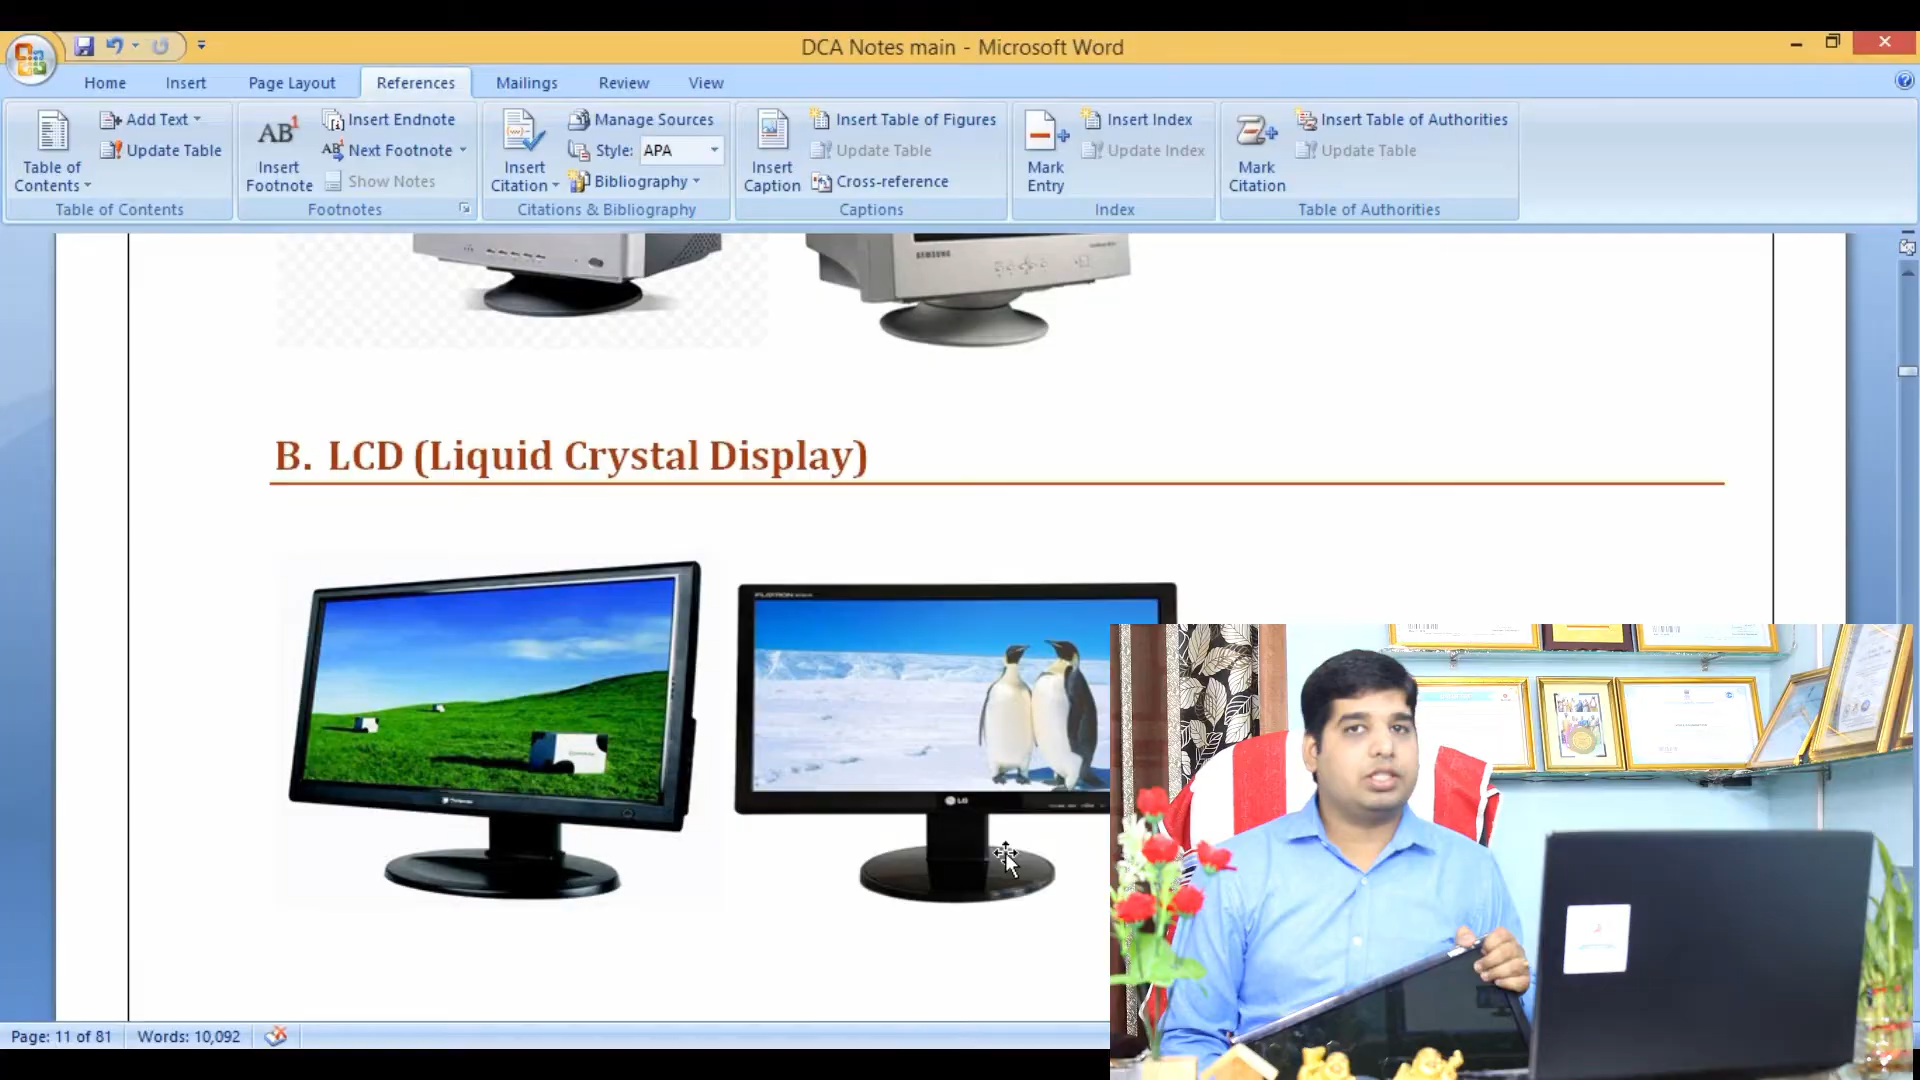 DCA Notes main - Microsoft Word
Home Insert Page Layout References Mailings Review View
Table of Contents
Add Text
Update Table
Table of Contents
AB1
Insert Footnote
Insert Endnote
AB1 Next Footnote
Show Notes
Footnotes
Insert Citation
Manage Sources
Style: APA
Bibliography
Citations & Bibliography
Insert Caption
Insert Table of Figures
Update Table
Cross-reference
Captions
Mark Entry
Insert Index
Update Index
Index
Mark Citation
Insert Table of Authorities
Update Table
Table of Authorities
SAMSUNG
B. LCD (Liquid Crystal Display)
FLATRON
LG
Page: 11 of 81 Words: 10,092